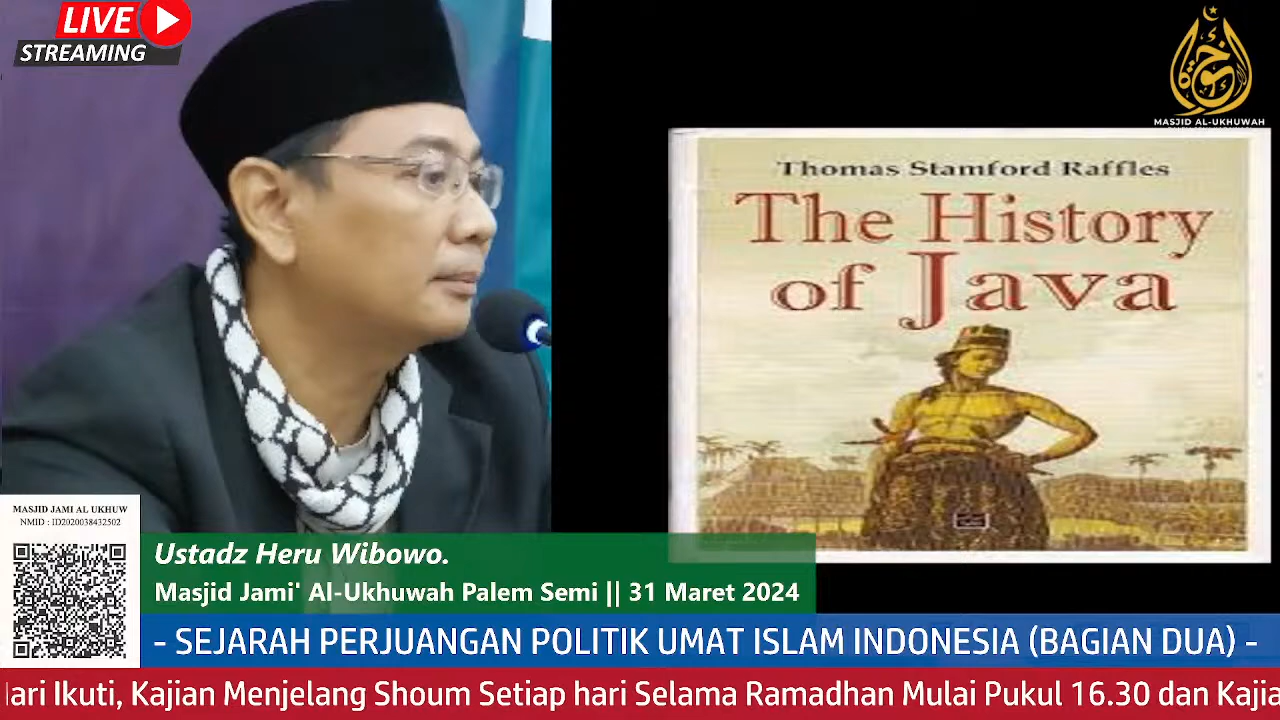 LIVE
STREAMING
MASJID AL-UKHUWAH
Thomas Stamford Raffles
The History
of Java
MASJID JAMI AL UKHUW
NMID : ID2020038432502
Ustadz Heru Wibowo.
Masjid Jami' Al-Ukhuwah Palem Semi || 31 Maret 2024
- SEJARAH PERJUANGAN POLITIK UMAT ISLAM INDONESIA (BAGIAN DUA) -
Iari Ikuti, Kajian Menjelang Shoum Setiap hari Selama Ramadhan Mulai Pukul 16.30 dan Kajia